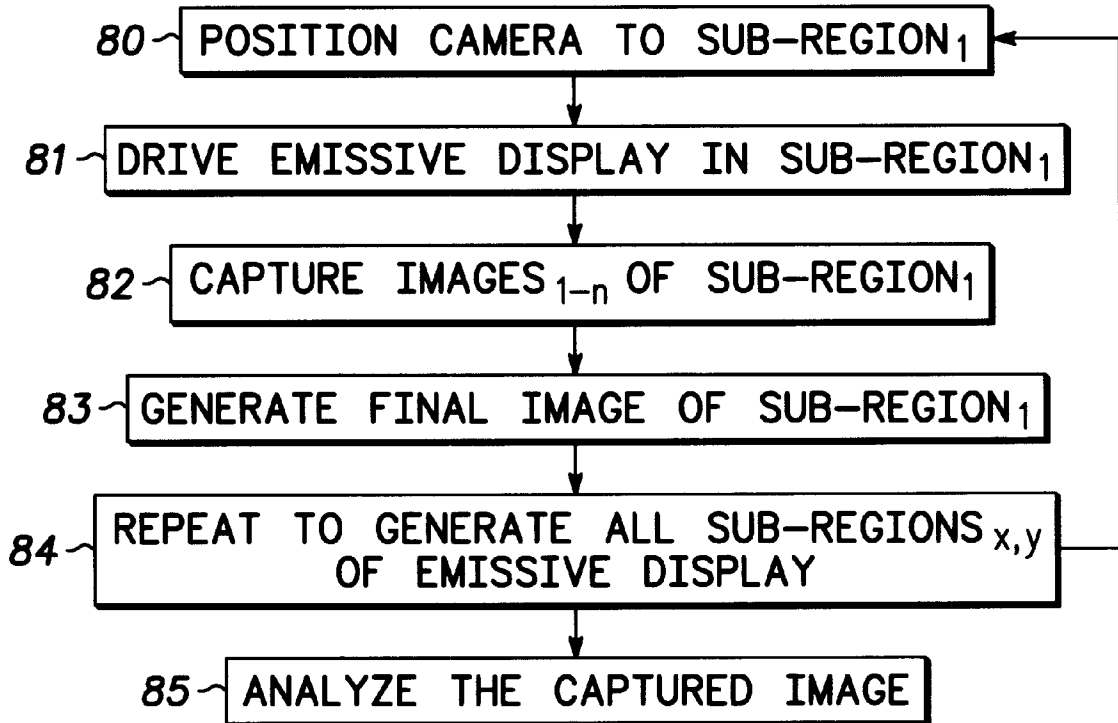 80 POSITION CAMERA TO SUB-REGION1
81 DRIVE EMISSIVE DISPLAY IN SUB-REGION1
82 CAPTURE IMAGES1-n OF SUB-REGION1
83 GENERATE FINAL IMAGE OF SUB-REGION1
84 REPEAT TO GENERATE ALL SUB-REGIONSx,y
OF EMISSIVE DISPLAY
85 ANALYZE THE CAPTURED IMAGE